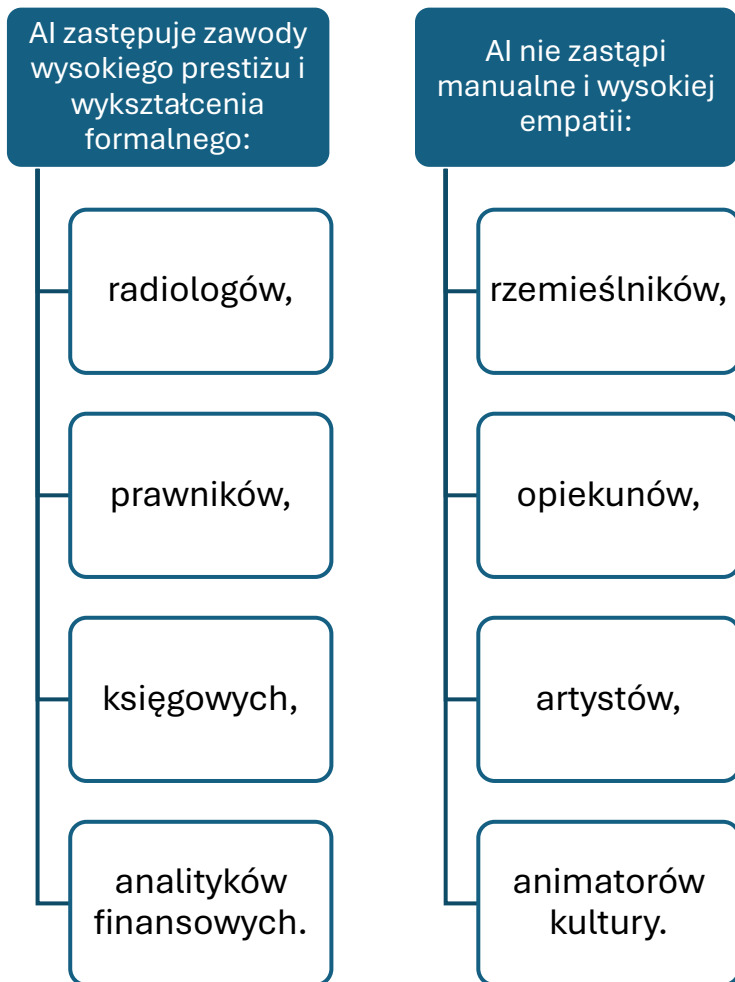 AI zastępuje zawody
wysokiego prestiżu i
wykształcenia
formalnego:
radiologów,
prawników,
księgowych,
analityków
finansowych.
AI nie zastąpi
manualne i wysokiej
empatii:
rzemieślników,
opiekunów,
artystów,
animatorów
kultury.